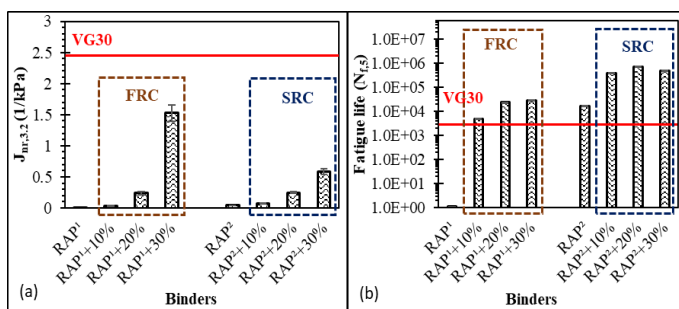 3
2.5
2
1.5
1
0.5
0
J_nr,3.2 (1/kPa)
VG30
FRC
SRC
RAP¹
RAP¹+10%
RAP¹+20%
RAP¹+30%
RAP²
RAP²+10%
RAP²+20%
RAP²+30%
(a)
Binders
1.0E+07
1.0E+06
1.0E+05
1.0E+04
1.0E+03
1.0E+02
1.0E+01
1.0E+00
Fatigue life (N_f,5)
VG30
FRC
SRC
RAP¹
RAP¹+10%
RAP¹+20%
RAP¹+30%
RAP²
RAP²+10%
RAP²+20%
RAP²+30%
(b)
Binders